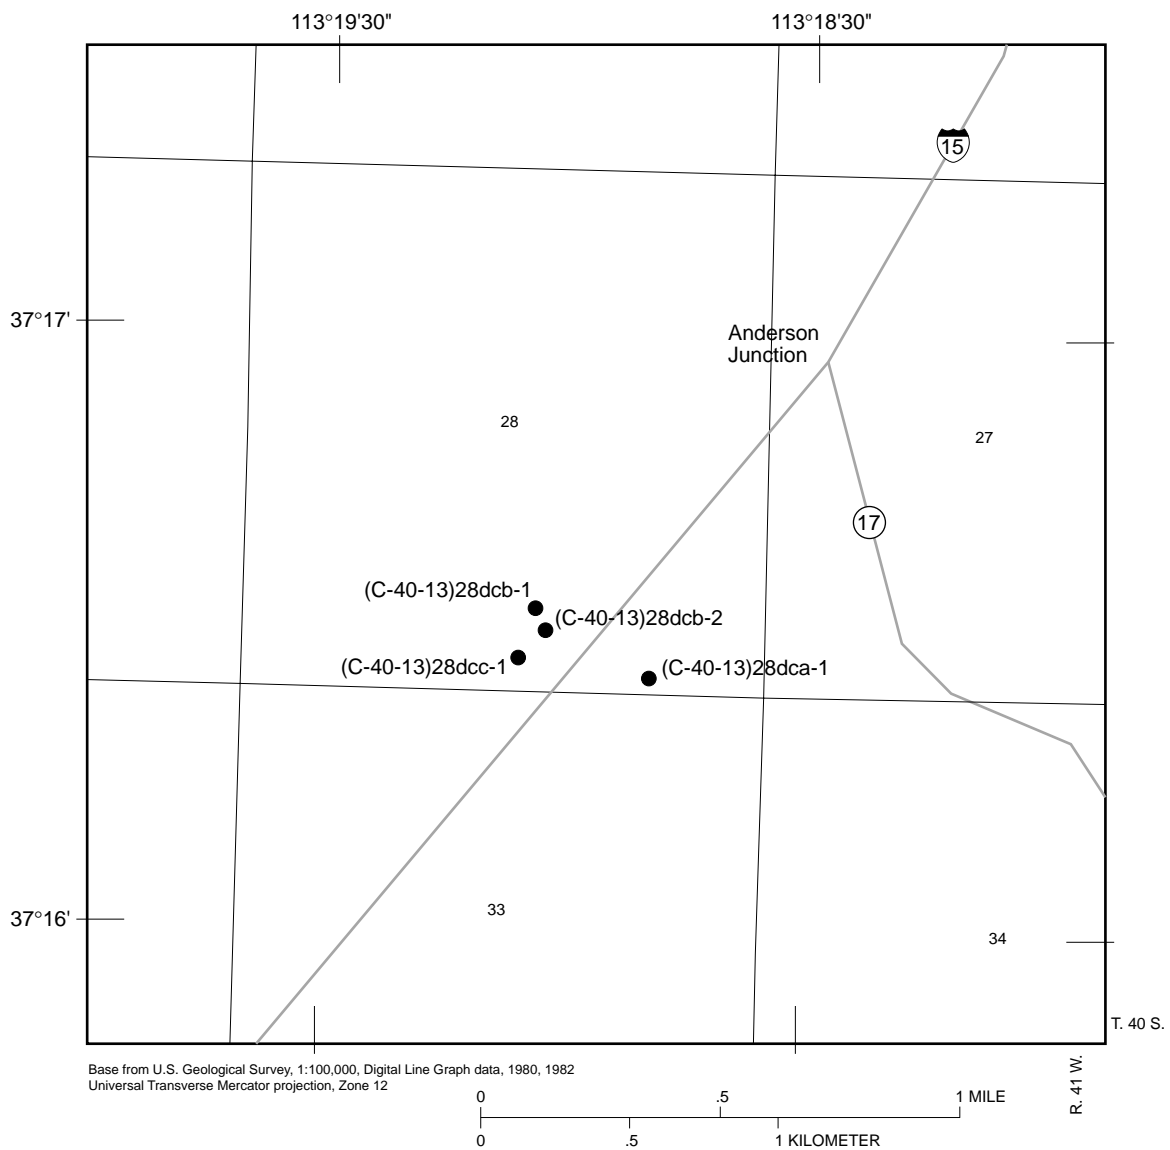 113°19'30"
113°18'30"
15
37°17'
Anderson
Junction
28
27
17
(C-40-13)28dcb-1
(C-40-13)28dcb-2
(C-40-13)28dcc-1
(C-40-13)28dca-1
33
37°16'
34
T. 40 S.
R. 41 W.
Base from U.S. Geological Survey, 1:100,000, Digital Line Graph data, 1980, 1982
Universal Transverse Mercator projection, Zone 12
0 .5 1 MILE
0 .5 1 KILOMETER